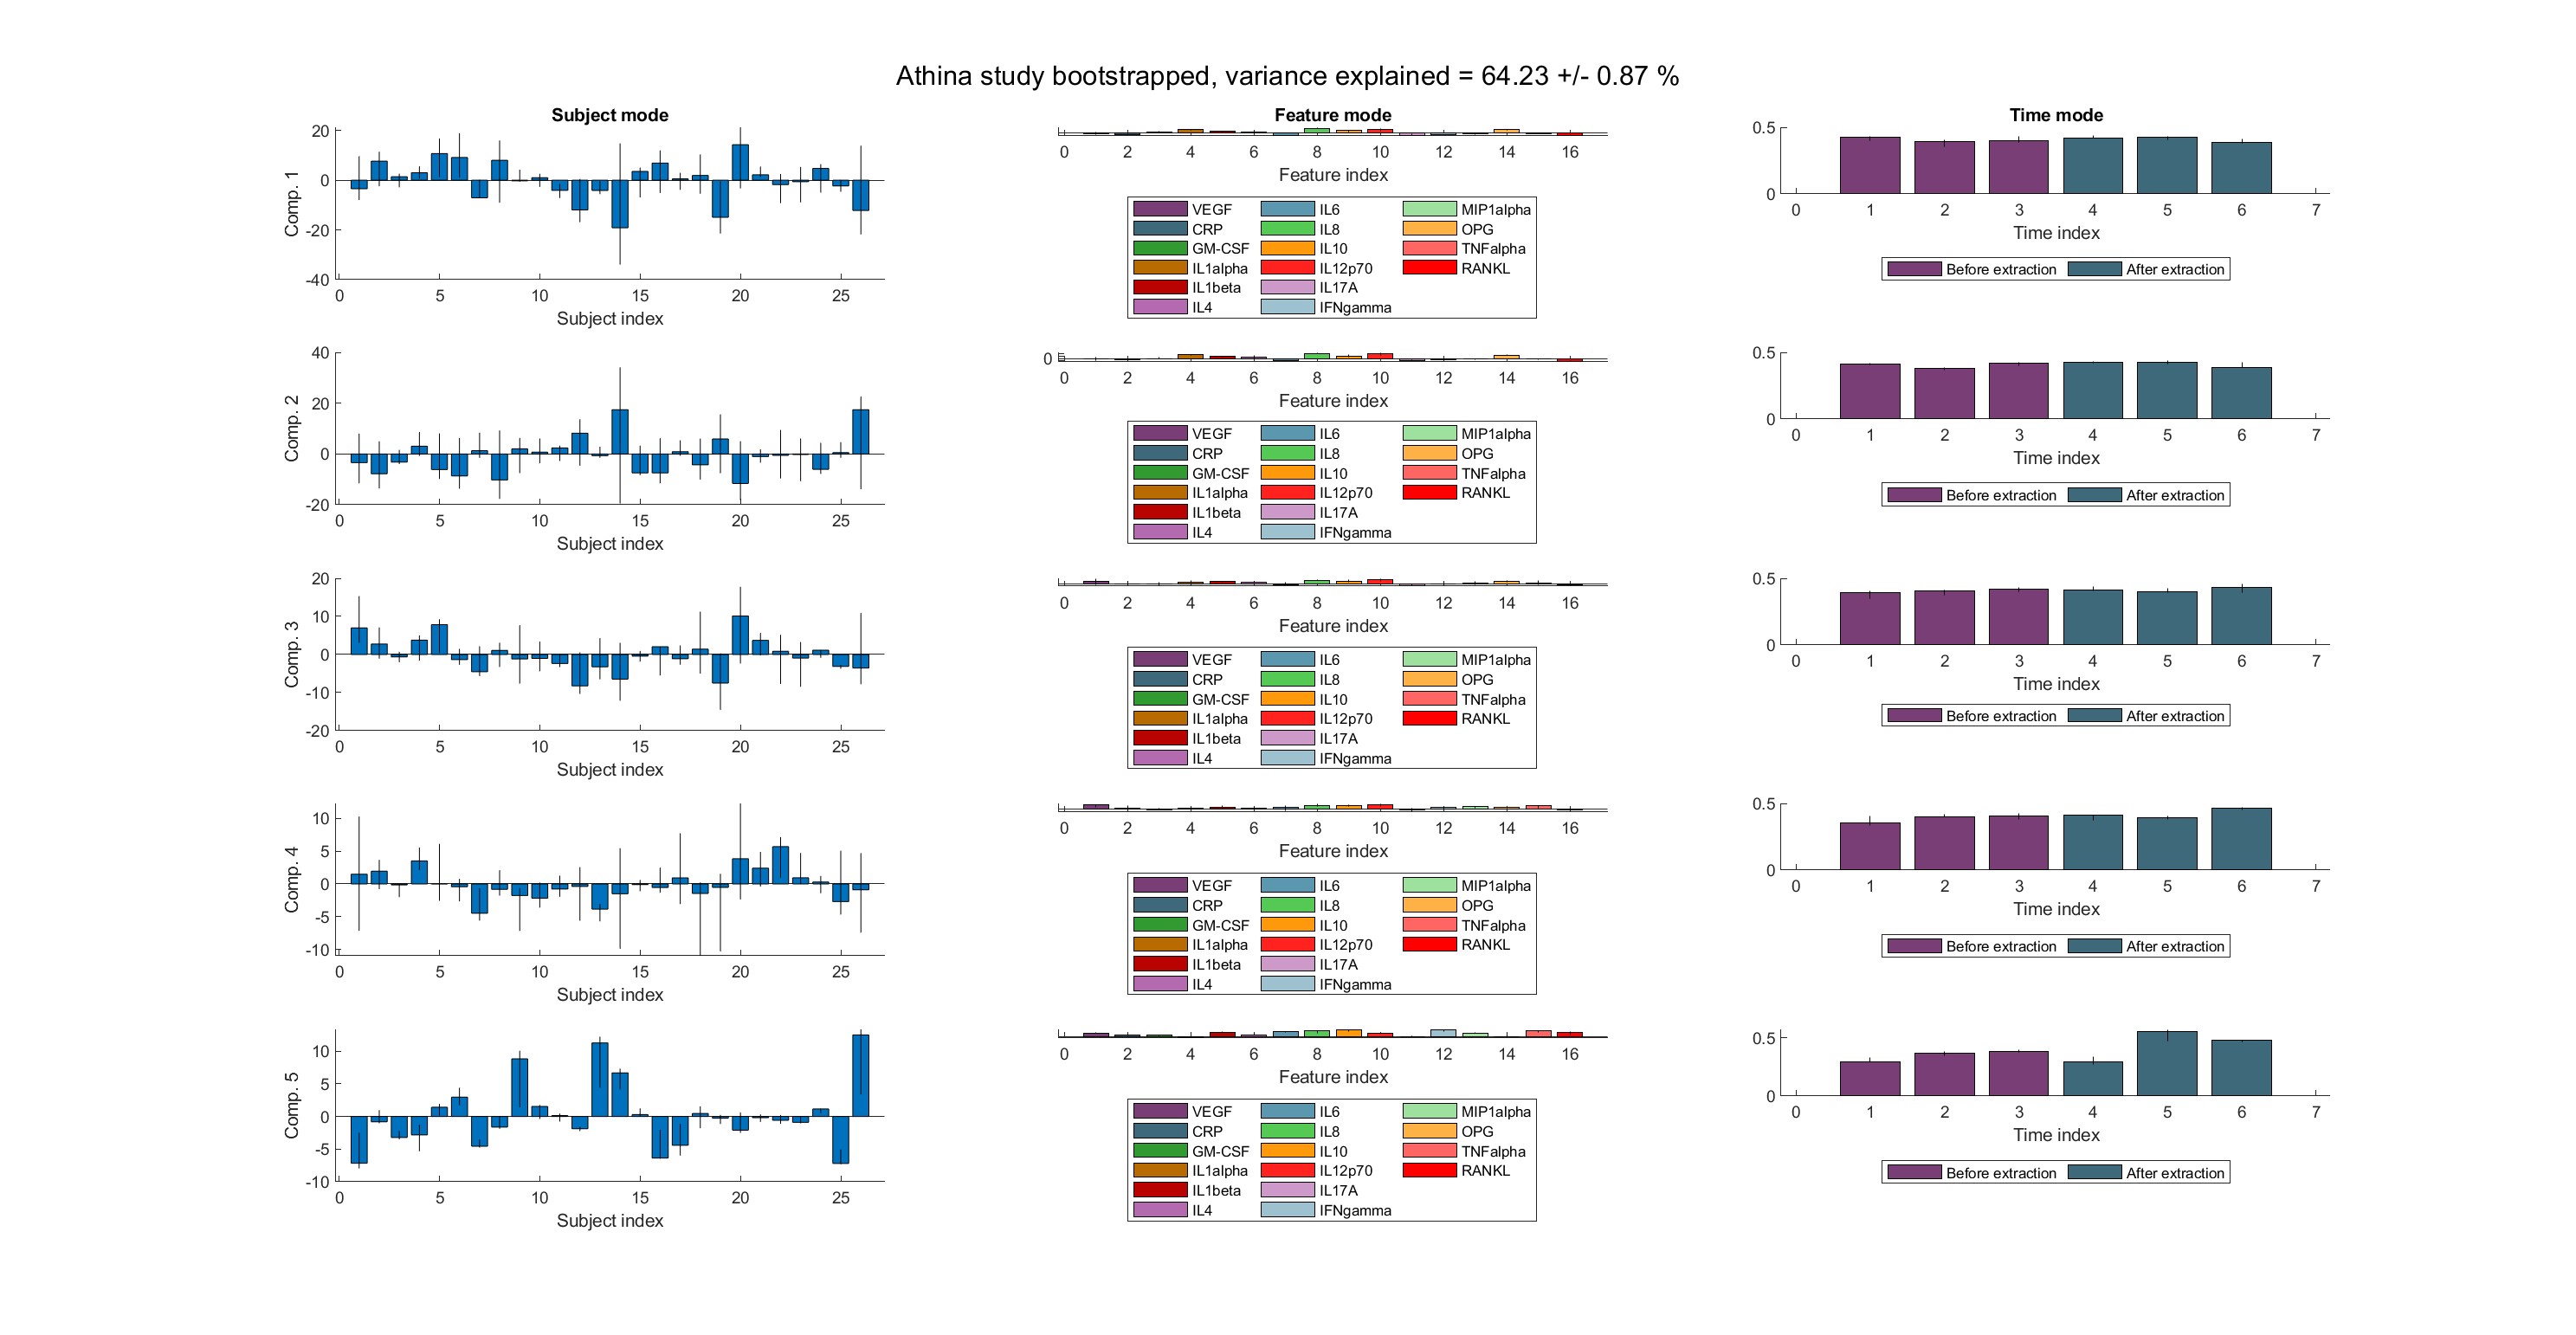 Athina study bootstrapped, variance explained = 64.23 +/- 0.87 %
Subject mode
Feature mode
Time mode
Comp. 1
20
0
-20
-40
0 5 10 15 20 25
Subject index
0 2 4 6 8 10 12 14 16
Feature index
VEGF IL6 MIP1alpha
CRP IL8 OPG
GM-CSF IL10 TNFalpha
IL1alpha IL12p70 RANKL
IL1beta IL17A
IL4 IFNgamma
0.5
0
0 1 2 3 4 5 6 7
Time index
Before extraction After extraction
Comp. 2
40
20
0
-20
0 5 10 15 20 25
Subject index
0
0 2 4 6 8 10 12 14 16
Feature index
VEGF IL6 MIP1alpha
CRP IL8 OPG
GM-CSF IL10 TNFalpha
IL1alpha IL12p70 RANKL
IL1beta IL17A
IL4 IFNgamma
0.5
0
0 1 2 3 4 5 6 7
Time index
Before extraction After extraction
Comp. 3
20
10
0
-10
-20
0 5 10 15 20 25
Subject index
0 2 4 6 8 10 12 14 16
Feature index
VEGF IL6 MIP1alpha
CRP IL8 OPG
GM-CSF IL10 TNFalpha
IL1alpha IL12p70 RANKL
IL1beta IL17A
IL4 IFNgamma
0.5
0
0 1 2 3 4 5 6 7
Time index
Before extraction After extraction
Comp. 4
10
5
0
-5
-10
0 5 10 15 20 25
Subject index
0 2 4 6 8 10 12 14 16
Feature index
VEGF IL6 MIP1alpha
CRP IL8 OPG
GM-CSF IL10 TNFalpha
IL1alpha IL12p70 RANKL
IL1beta IL17A
IL4 IFNgamma
0.5
0
0 1 2 3 4 5 6 7
Time index
Before extraction After extraction
Comp. 5
10
5
0
-5
-10
0 5 10 15 20 25
Subject index
0 2 4 6 8 10 12 14 16
Feature index
VEGF IL6 MIP1alpha
CRP IL8 OPG
GM-CSF IL10 TNFalpha
IL1alpha IL12p70 RANKL
IL1beta IL17A
IL4 IFNgamma
0.5
0
0 1 2 3 4 5 6 7
Time index
Before extraction After extraction